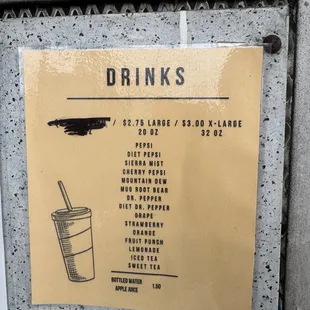 DRINKS
/ $2.75 LARGE / $3.00 X-LARGE
20 OZ 32 OZ
PEPSI
DIET PEPSI
SIERRA MIST
CHERRY PEPSI
MOUNTAIN DEW
MUG ROOT BEAR
DR. PEPPER
DIET DR. PEPPER
GRAPE
STRAWBERRY
ORANGE
FRUIT PUNCH
LEMONADE
ICED TEA
SWEET TEA
BOTTLED WATER
APPLE JUICE 1.50